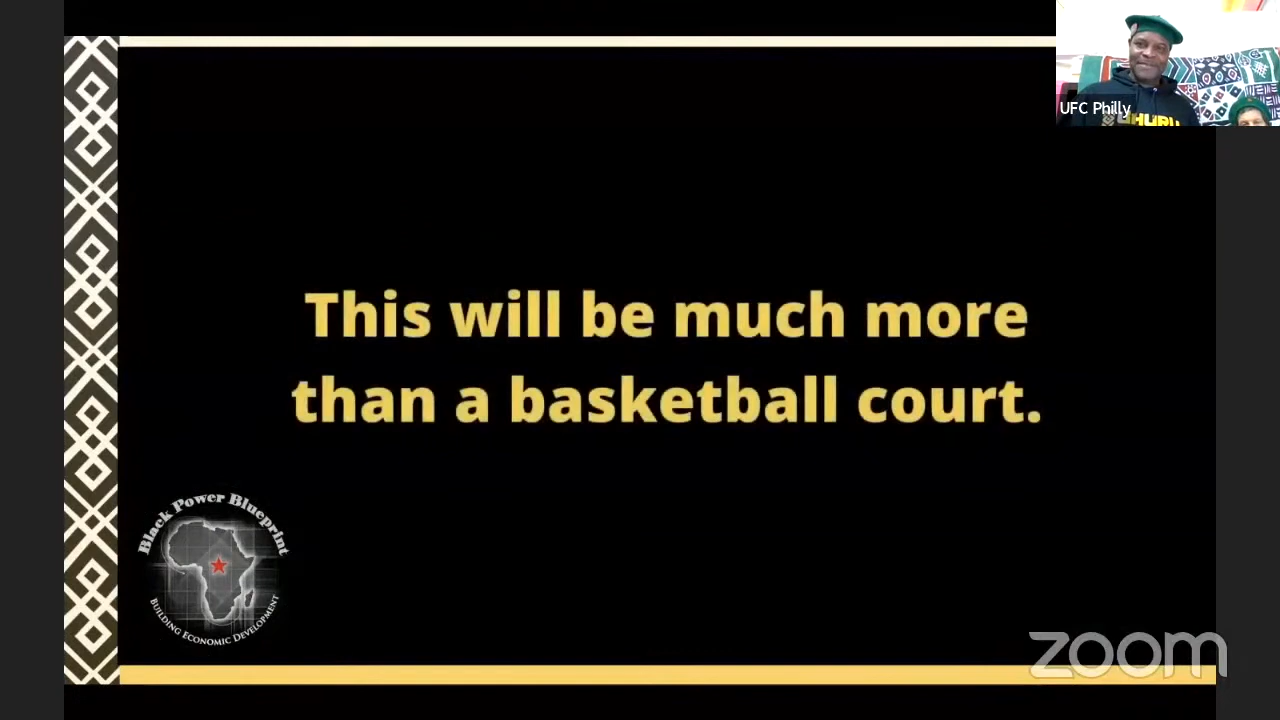 UFC Philly
This will be much more
than a basketball court.
Black Power Blueprint
BUILDING ECONOMIC DEVELOPMENT
zoom